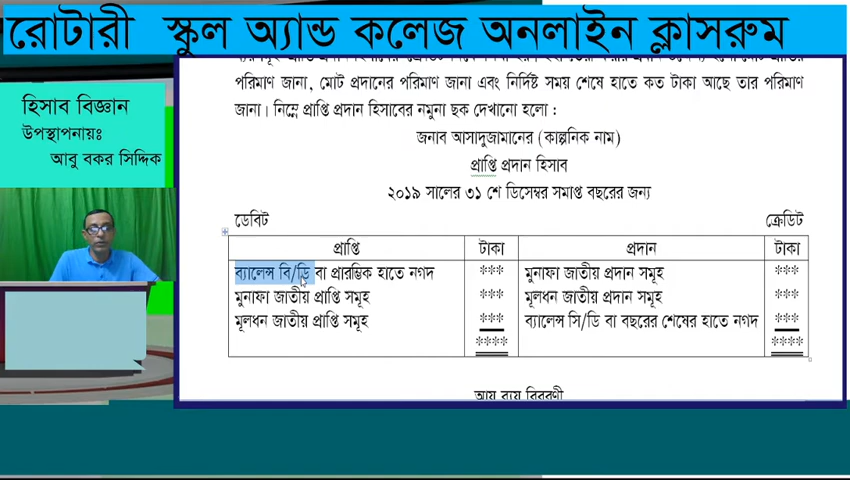 রোটারী স্কুল অ্যান্ড কলেজ অনলাইন ক্লাসরুম
হিসাব বিজ্ঞান
উপস্থাপনায়ঃ
আবু বকর সিদ্দিক
পরিমাণ জানা, মোট প্রদানের পরিমাণ জানা এবং নির্দিষ্ট সময় শেষে হাতে কত টাকা আছে তার পরিমাণ
জানা। নিম্নে প্রাপ্তি প্রদান হিসাবের নমুনা ছক দেখানো হলো :
জনাব আসাদুজামানের (কাল্পনিক নাম)
প্রাপ্তি প্রদান হিসাব
২০১৯ সালের ৩১ শে ডিসেম্বর সমাপ্ত বছরের জন্য
ডেবিট ক্রেডিট
প্রাপ্তি টাকা প্রদান টাকা
ব্যালেন্স বি/ডি বা প্রারম্ভিক হাতে নগদ *** মুনাফা জাতীয় প্রদান সমূহ ***
মুনাফা জাতীয় প্রাপ্তি সমূহ *** মূলধন জাতীয় প্রদান সমূহ ***
মূলধন জাতীয় প্রাপ্তি সমূহ *** ব্যালেন্স সি/ডি বা বছরের শেষের হাতে নগদ ***
**** ****
আয় ব্যয় বিবরণী